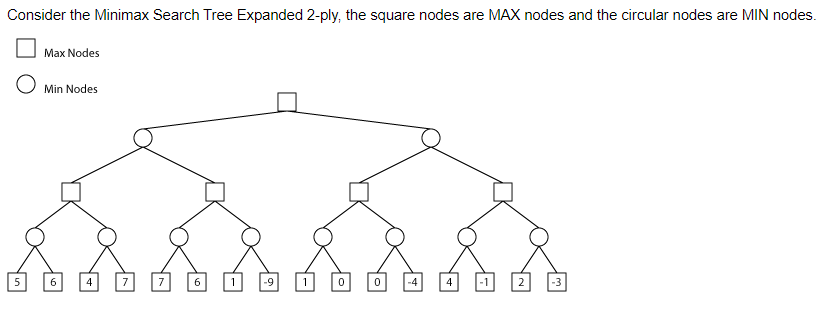 Consider the Minimax Search Tree Expanded 2-ply, the square nodes are MAX nodes and the circular nodes are MIN nodes.
Max Nodes
Min Nodes
5 6 4 7 7 6 1 -9 1 0 0 -4 4 -1 2 -3